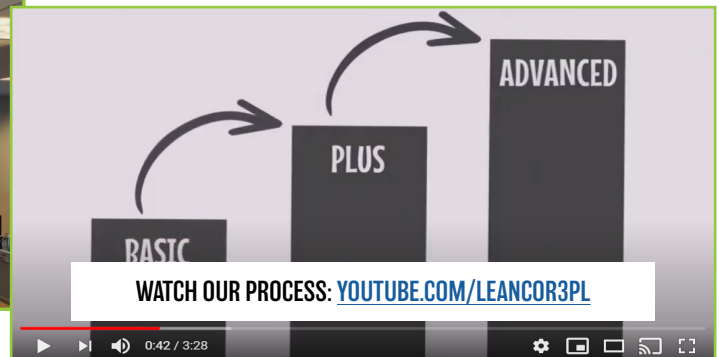 ADVANCED
PLUS
BASIC
WATCH OUR PROCESS: YOUTUBE.COM/LEANCOR3PL
0:42 / 3:28